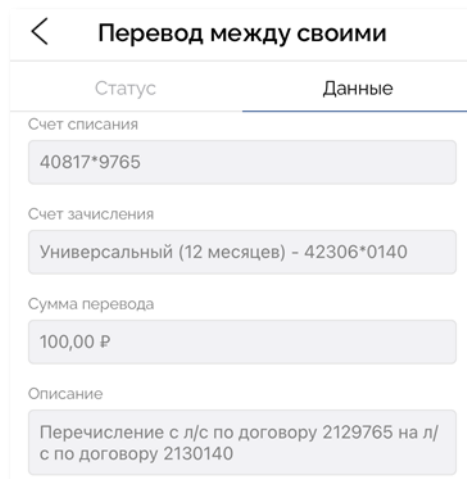 Перевод между своими
Статус
Данные
Счет списания
40817*9765
Счет зачисления
Универсальный (12 месяцев) - 42306*0140
Сумма перевода
100,00 ₽
Описание
Перечисление с л/с по договору 2129765 на л/
с по договору 2130140